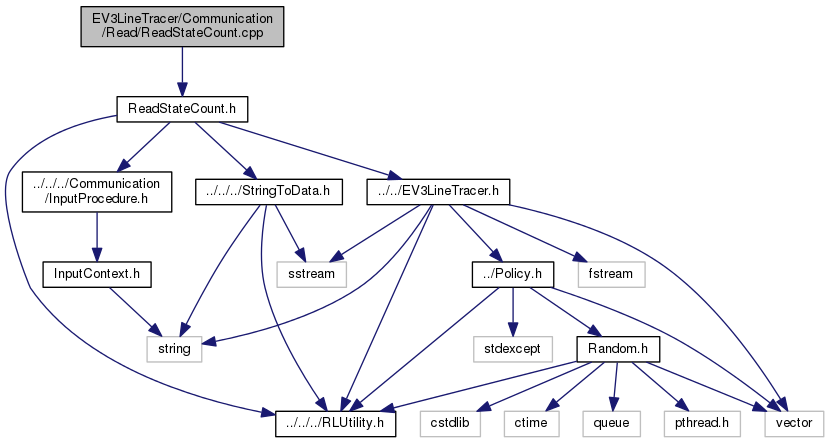 EV3LineTracer/Communication
/Read/ReadStateCount.cpp
ReadStateCount.h
../../../Communication
/InputProcedure.h
../../../StringToData.h
../../EV3LineTracer.h
InputContext.h
sstream
../Policy.h
fstream
string
stdexcept
Random.h
../../../RLUtility.h
cstdlib
ctime
queue
pthread.h
vector